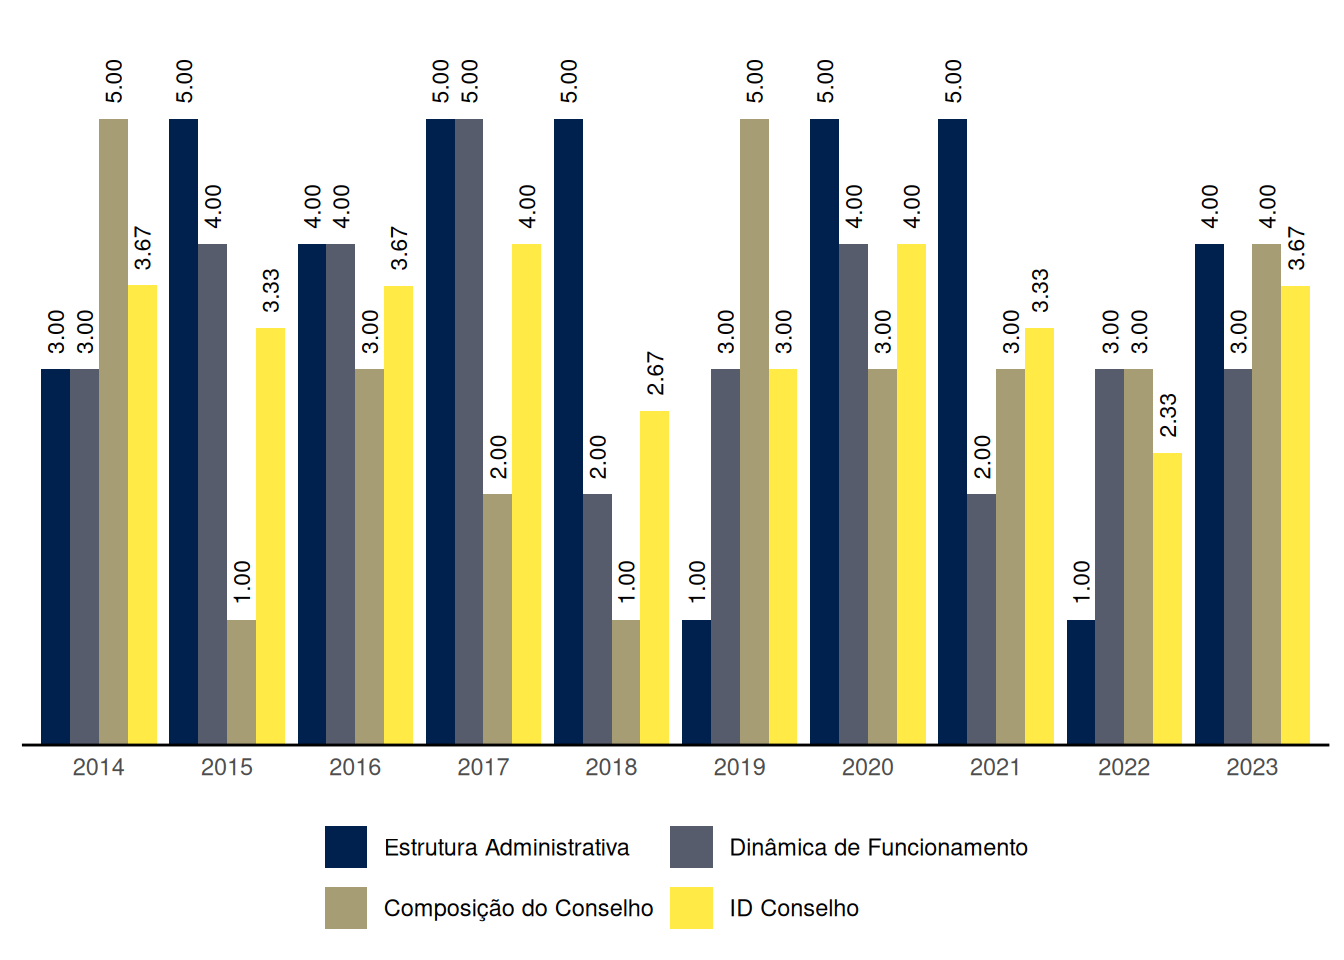 5.00 5.00 5.00 5.00 5.00 5.00 5.00 5.00
4.00 4.00 4.00 4.00 4.00 4.00 4.00 4.00
3.67 3.33 3.67 3.33 3.67
3.00 3.00 3.00 3.00 3.00 3.00 3.00 3.00 3.00 3.00
2.00 2.00 2.67 2.00 2.33
1.00 1.00 1.00 1.00
2014 2015 2016 2017 2018 2019 2020 2021 2022 2023
Estrutura Administrativa Dinâmica de Funcionamento
Composição do Conselho ID Conselho